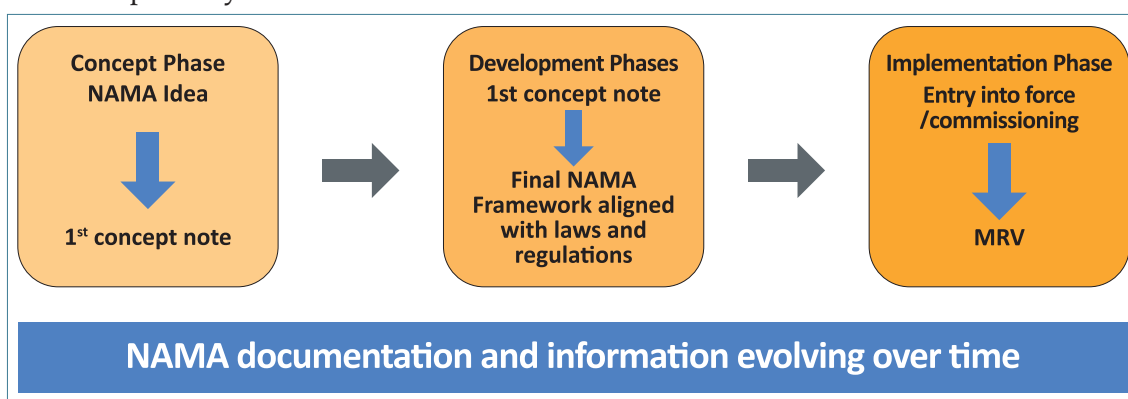 Concept Phase
NAMA Idea
1st concept note
Development Phases
1st concept note
Final NAMA
Framework aligned
with laws and
regulations
Implementation Phase
Entry into force
/commissioning
MRV
NAMA documentation and information evolving over time